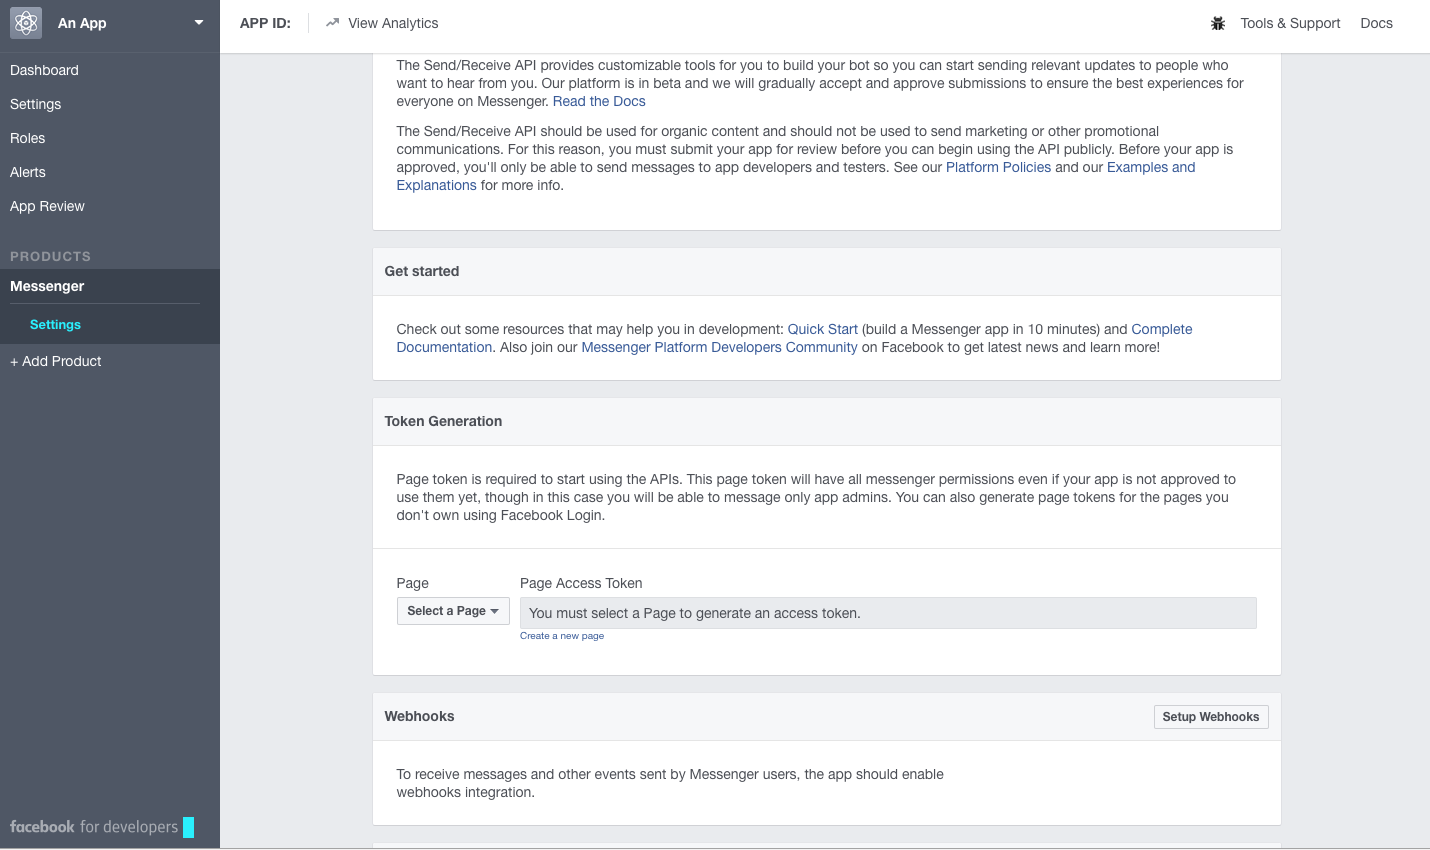 An App
APP ID:
View Analytics
Tools & Support
Docs
Dashboard
Settings
Roles
Alerts
App Review
PRODUCTS
Messenger
Settings
+ Add Product
facebook for developers
The Send/Receive API provides customizable tools for you to build your bot so you can start sending relevant updates to people who
want to hear from you. Our platform is in beta and we will gradually accept and approve submissions to ensure the best experiences for
everyone on Messenger. Read the Docs
The Send/Receive API should be used for organic content and should not be used to send marketing or other promotional
communications. For this reason, you must submit your app for review before you can begin using the API publicly. Before your app is
approved, you'll only be able to send messages to app developers and testers. See our Platform Policies and our Examples and
Explanations for more info.
Get started
Check out some resources that may help you in development: Quick Start (build a Messenger app in 10 minutes) and Complete
Documentation. Also join our Messenger Platform Developers Community on Facebook to get latest news and learn more!
Token Generation
Page token is required to start using the APIs. This page token will have all messenger permissions even if your app is not approved to
use them yet, though in this case you will be able to message only app admins. You can also generate page tokens for the pages you
don't own using Facebook Login.
Page
Page Access Token
Select a Page
You must select a Page to generate an access token.
Create a new page
Webhooks
Setup Webhooks
To receive messages and other events sent by Messenger users, the app should enable
webhooks integration.